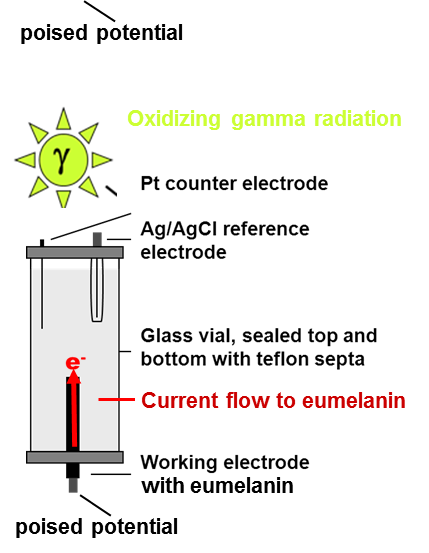 poised potential
Oxidizing gamma radiation
γ
Pt counter electrode
Ag/AgCl reference
electrode
Glass vial, sealed top and
bottom with teflon septa
e-
Current flow to eumelanin
Working electrode
with eumelanin
poised potential